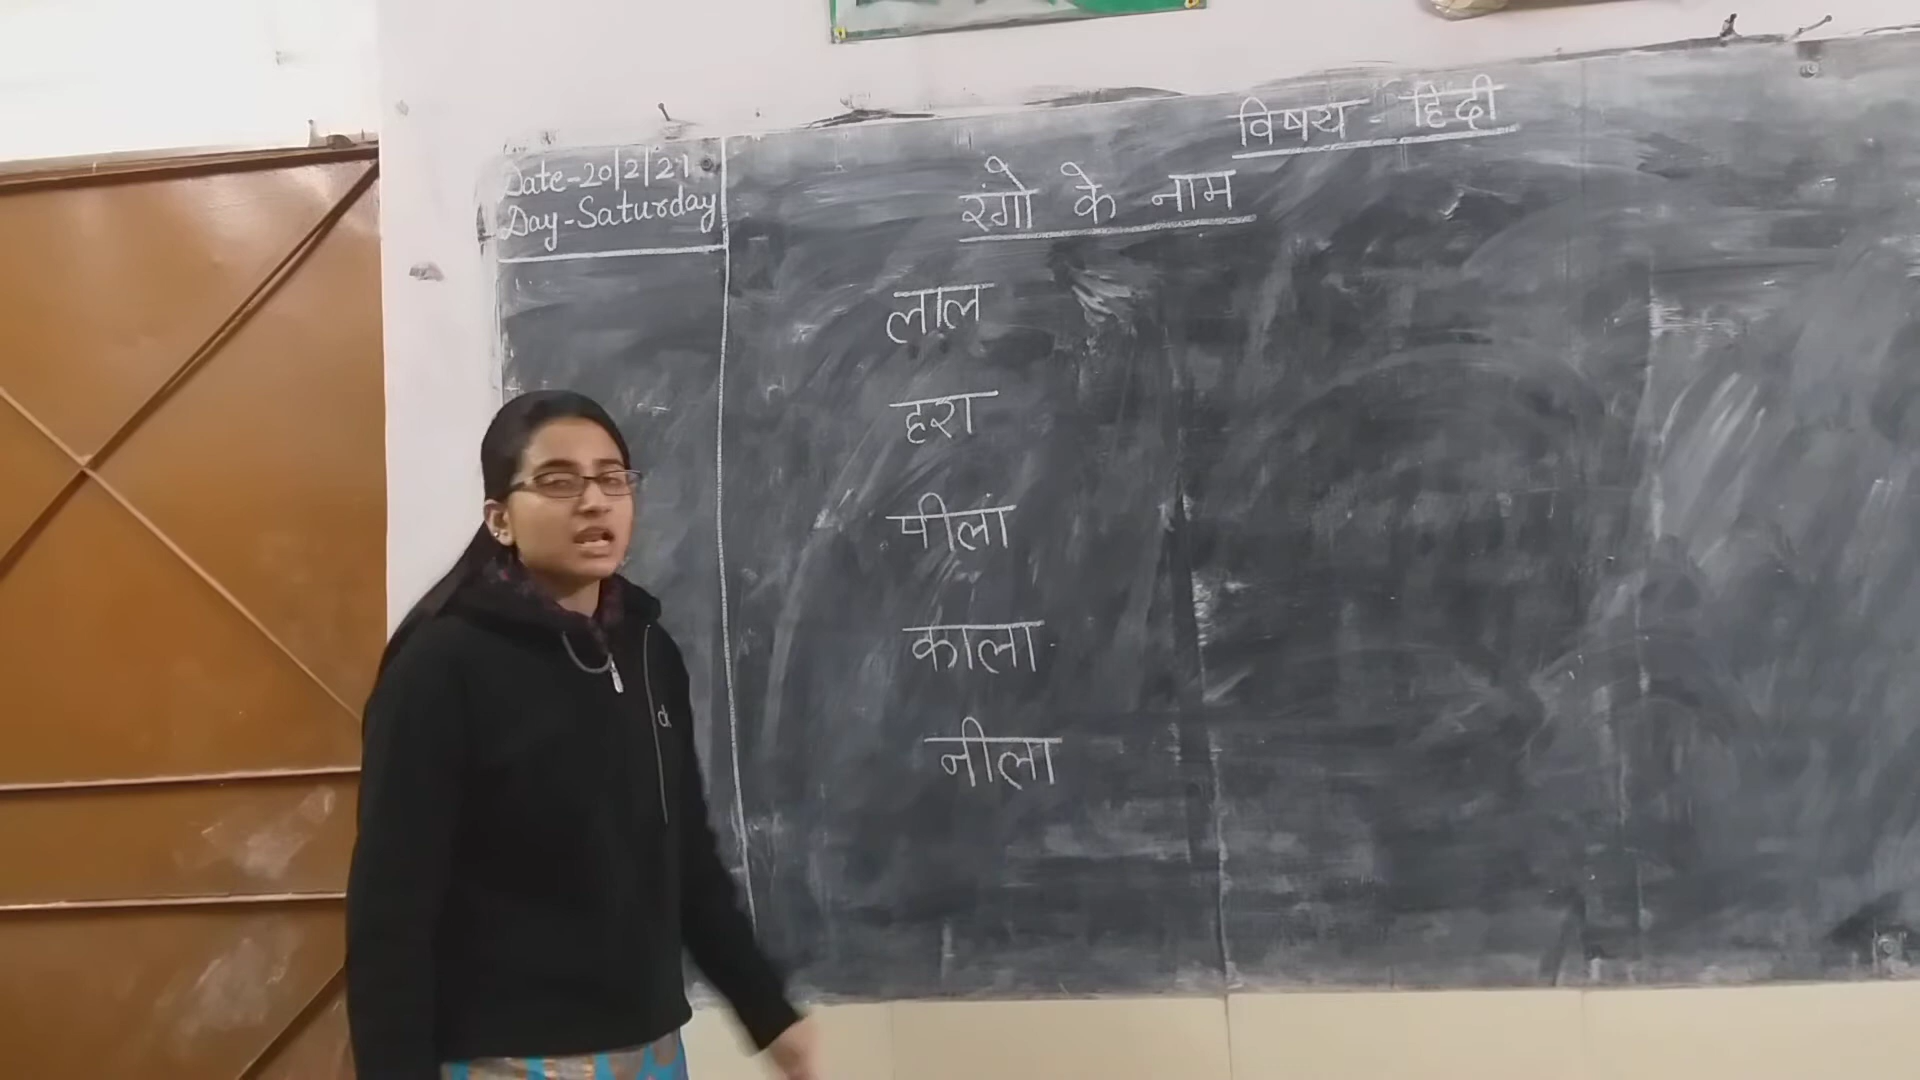 विषय - हिंदी
Date-20/2/21
Day-Saturday
रंगो के नाम
लाल
हरा
पीला
काला
नीला